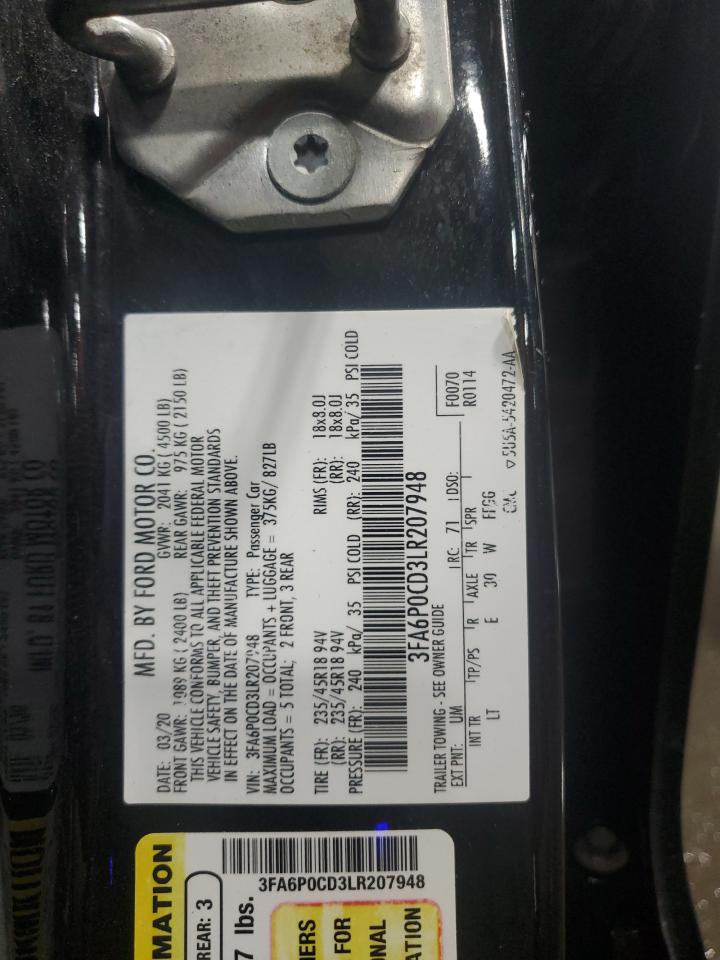 MFD. BY FORD MOTOR CO.
DATE: 03/20 GVWR: 2041 KG ( 4500 LB)
FRONT GAWR: 1089 KG ( 2400 LB) REAR GAWR: 975 KG ( 2150 LB)
THIS VEHICLE CONFORMS TO ALL APPLICABLE FEDERAL MOTOR
VEHICLE SAFETY, BUMPER, AND THEFT PREVENTION STANDARDS
IN EFFECT ON THE DATE OF MANUFACTURE SHOWN ABOVE.
VIN: 3FA6P0CD3LR207948 TYPE: Passenger Car
MAXIMUM LOAD = OCCUPANTS + LUGGAGE = 375KG/ 827LB
OCCUPANTS = 5 TOTAL; 2 FRONT, 3 REAR
TIRE (FR): 235/45R18 94V RIMS (FR): 18x8.0J
(RR): 235/45R18 94V (RR): 18x8.0J
PRESSURE (FR): 240 kPa/ 35 PSI COLD (RR): 240 kPa/ 35 PSI COLD
3FA6P0CD3LR207948
TRAILER TOWING - SEE OWNER GUIDE F0070
EXT PNT: UM RC: 71 DSO: R0114
INT TR TP/PS R AXLE TR SPR
LT E 30 W FFGG
5U5A-5420472-AA
3FA6P0CD3LR207948
MATION
REAR: 3
7 lbs.
FOR
ATION